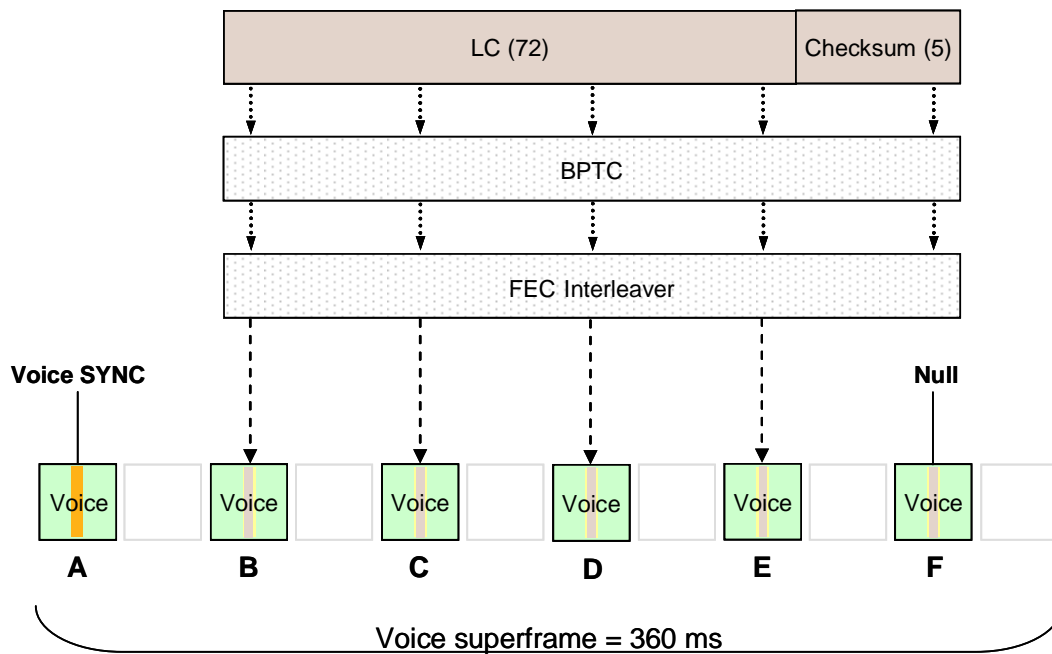 LC (72)
Checksum (5)
BPTC
FEC Interleaver
Voice SYNC
Null
Voice
Voice
Voice
Voice
Voice
Voice
A
B
C
D
E
F
Voice superframe = 360 ms